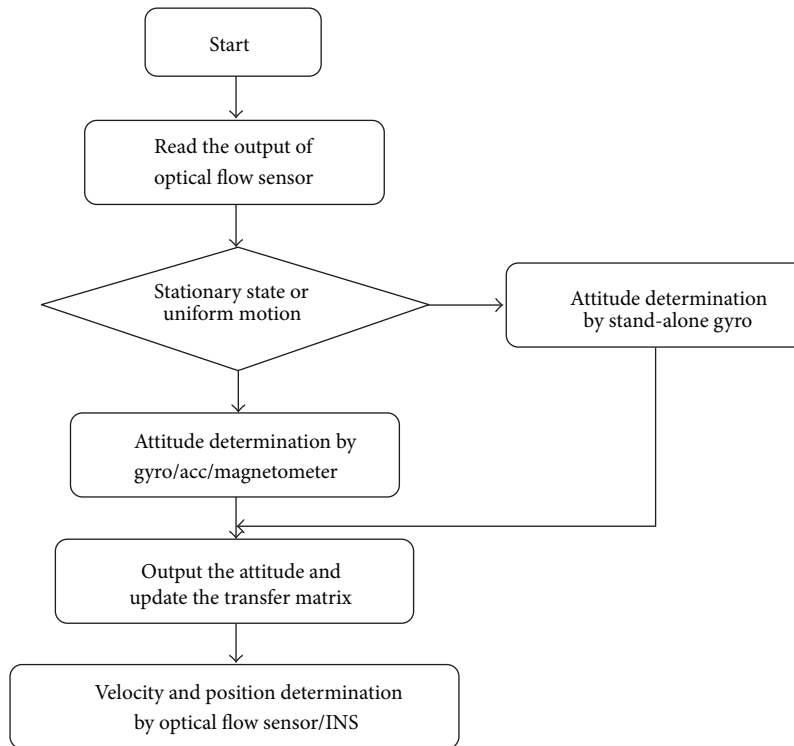 Start
Read the output of
optical flow sensor
Stationary state or
uniform motion
Attitude determination
by stand-alone gyro
Attitude determination by
gyro/acc/magnetometer
Output the attitude and
update the transfer matrix
Velocity and position determination
by optical flow sensor/INS